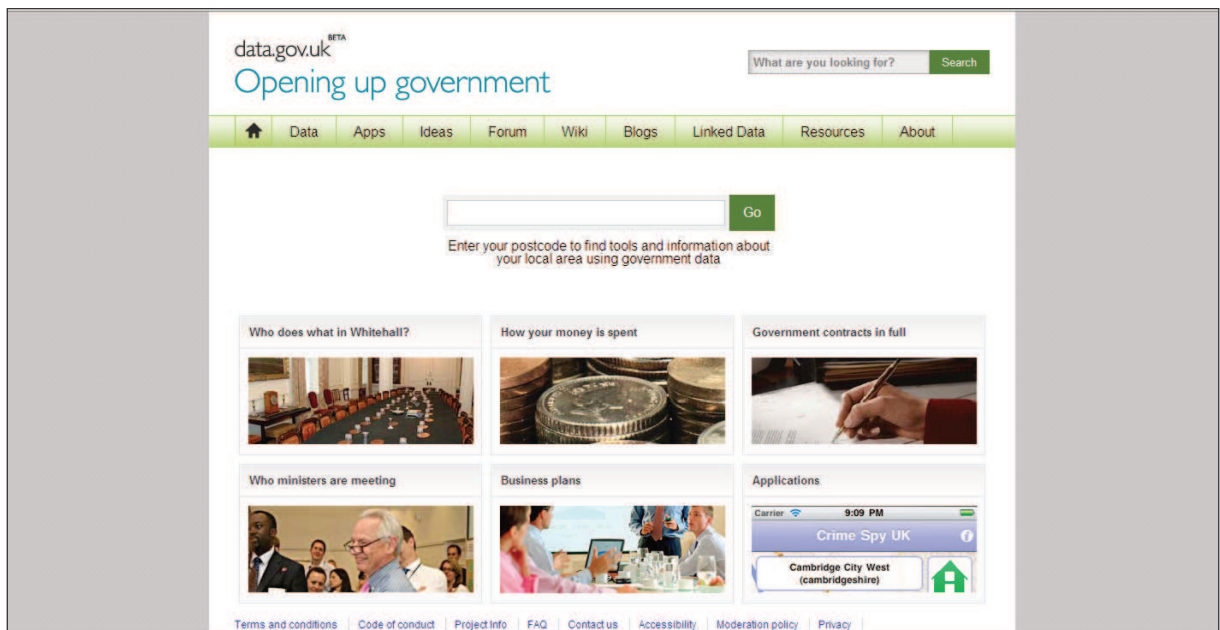 data.gov.uk BETA
Opening up government
What are you looking for? Search
Data Apps Ideas Forum Wiki Blogs Linked Data Resources About
Go
Enter your postcode to find tools and information about
your local area using government data
Who does what in Whitehall? How your money is spent Government contracts in full
Who ministers are meeting Business plans Applications
Carrier 9:09 PM
Crime Spy UK
Cambridge City West
(cambridgeshire)
Terms and conditions Code of conduct Project Info FAQ Contact us Accessibility Moderation policy Privacy